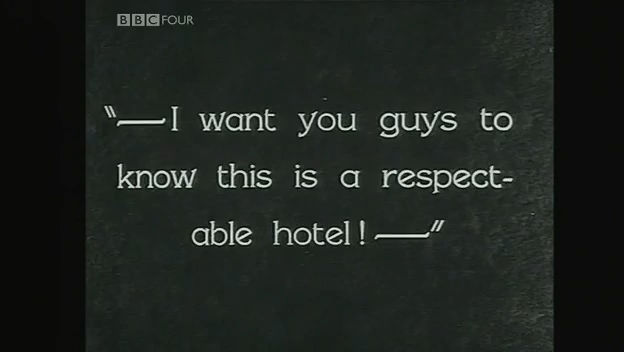 BBC FOUR
"—I want you guys to
know this is a respect-
able hotel!—"